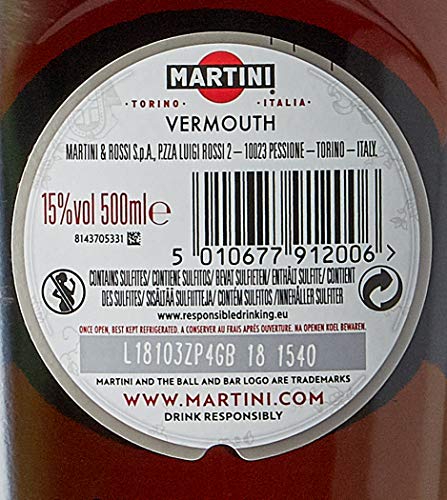 MARTINI
TORINO • ITALIA
VERMOUTH
MARTINI & ROSSI S.p.A., P.ZZA LUIGI ROSSI 2 – 10023 PESSIONE – TORINO – ITALY.
15%vol 500ml℮
8143705331
5 010677 912006 >
CONTAINS SULFITES/ CONTIENE SULFITOS/ BEVAT SULFIETEN/ ENTHÄLT SULFITE/ CONTIENT
DES SULFITES/ SISÄLTÄÄ SULFIITTEJA/ CONTÉM SULFITOS/ INNEHÅLLER SULFITER
www.responsibledrinking.eu
ONCE OPEN, BEST KEPT REFRIGERATED. A CONSERVER AU FRAIS APRÈS OUVERTURE. NA OPENEN KOEL BEWAREN.
L18103ZP4GB 18 1540
MARTINI AND THE BALL AND BAR LOGO ARE TRADEMARKS
WWW.MARTINI.COM
DRINK RESPONSIBLY